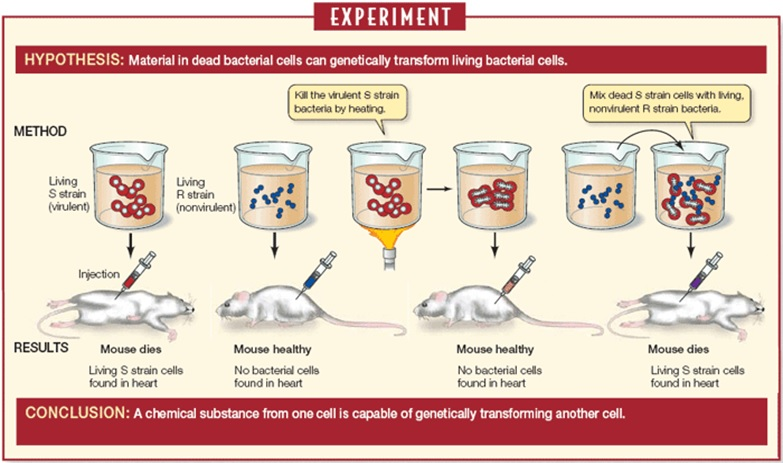 EXPERIMENT
HYPOTHESIS: Material in dead bacterial cells can genetically transform living bacterial cells.
Kill the virulent S strain
bacteria by heating.
Mix dead S strain cells with living,
nonvirulent R strain bacteria.
METHOD
Living
S strain
(virulent)
Living
R strain
(nonvirulent)
Injection
RESULTS
Mouse dies
Living S strain cells
found in heart
Mouse healthy
No bacterial cells
found in heart
Mouse healthy
No bacterial cells
found in heart
Mouse dies
Living S strain cells
found in heart
CONCLUSION: A chemical substance from one cell is capable of genetically transforming another cell.